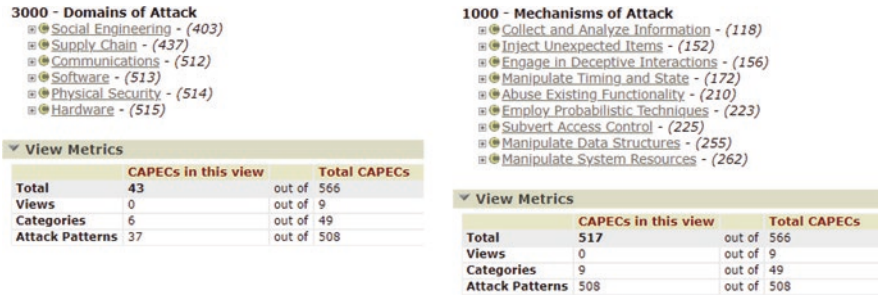 3000 - Domains of Attack
Social Engineering - (403)
Supply Chain - (437)
Communications - (512)
Software - (513)
Physical Security - (514)
Hardware - (515)
View Metrics
CAPECs in this view Total CAPECs
Total 43 out of 566
Views 0 out of 9
Categories 6 out of 49
Attack Patterns 37 out of 508
1000 - Mechanisms of Attack
Collect and Analyze Information - (118)
Inject Unexpected Items - (152)
Engage in Deceptive Interactions - (156)
Manipulate Timing and State - (172)
Abuse Existing Functionality - (210)
Employ Probabilistic Techniques - (223)
Subvert Access Control - (225)
Manipulate Data Structures - (255)
Manipulate System Resources - (262)
View Metrics
CAPECs in this view Total CAPECs
Total 517 out of 566
Views 0 out of 9
Categories 9 out of 49
Attack Patterns 508 out of 508